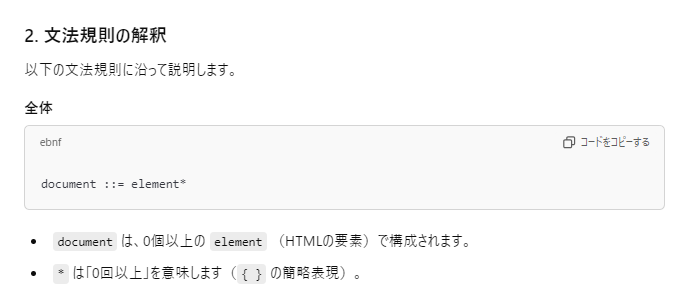 2. 文法規則の解釈
以下の文法規則に沿って説明します。
全体
ebnf
コードをコピーする
document ::= element*
• document は、0個以上の element （HTMLの要素）で構成されます。
• * は「0回以上」を意味します（{ } の簡略表現）。